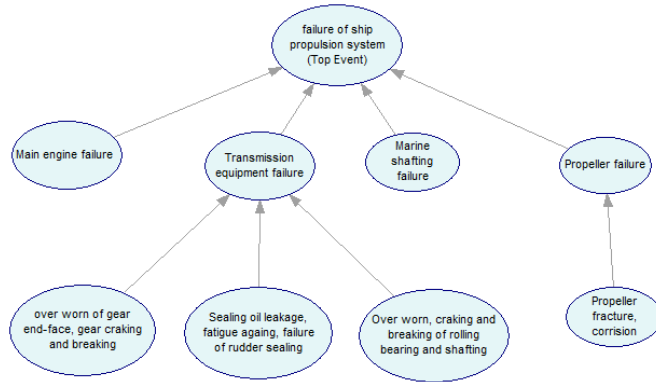 failure of ship
propulsion system
(Top Event)
Main engine failure
Transmission
equipment failure
Marine
shafting
failure
Propeller failure
over worn of gear
end-face, gear craking
and breaking
Sealing oil leakage,
fatigue againg, failure
of rudder sealing
Over worn, craking and
breaking of rolling
bearing and shafting
Propeller
fracture,
corrision